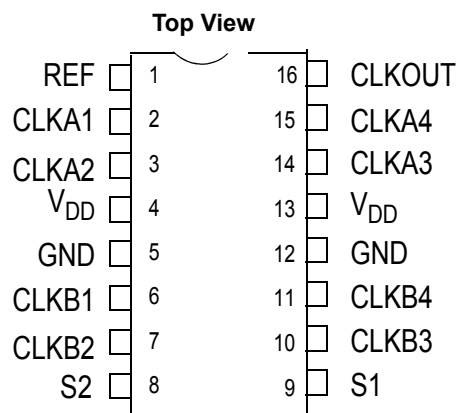 Top View
REF 1 16 CLKOUT
CLKA1 2 15 CLKA4
CLKA2 3 14 CLKA3
VDD 4 13 VDD
GND 5 12 GND
CLKB1 6 11 CLKB4
CLKB2 7 10 CLKB3
S2 8 9 S1